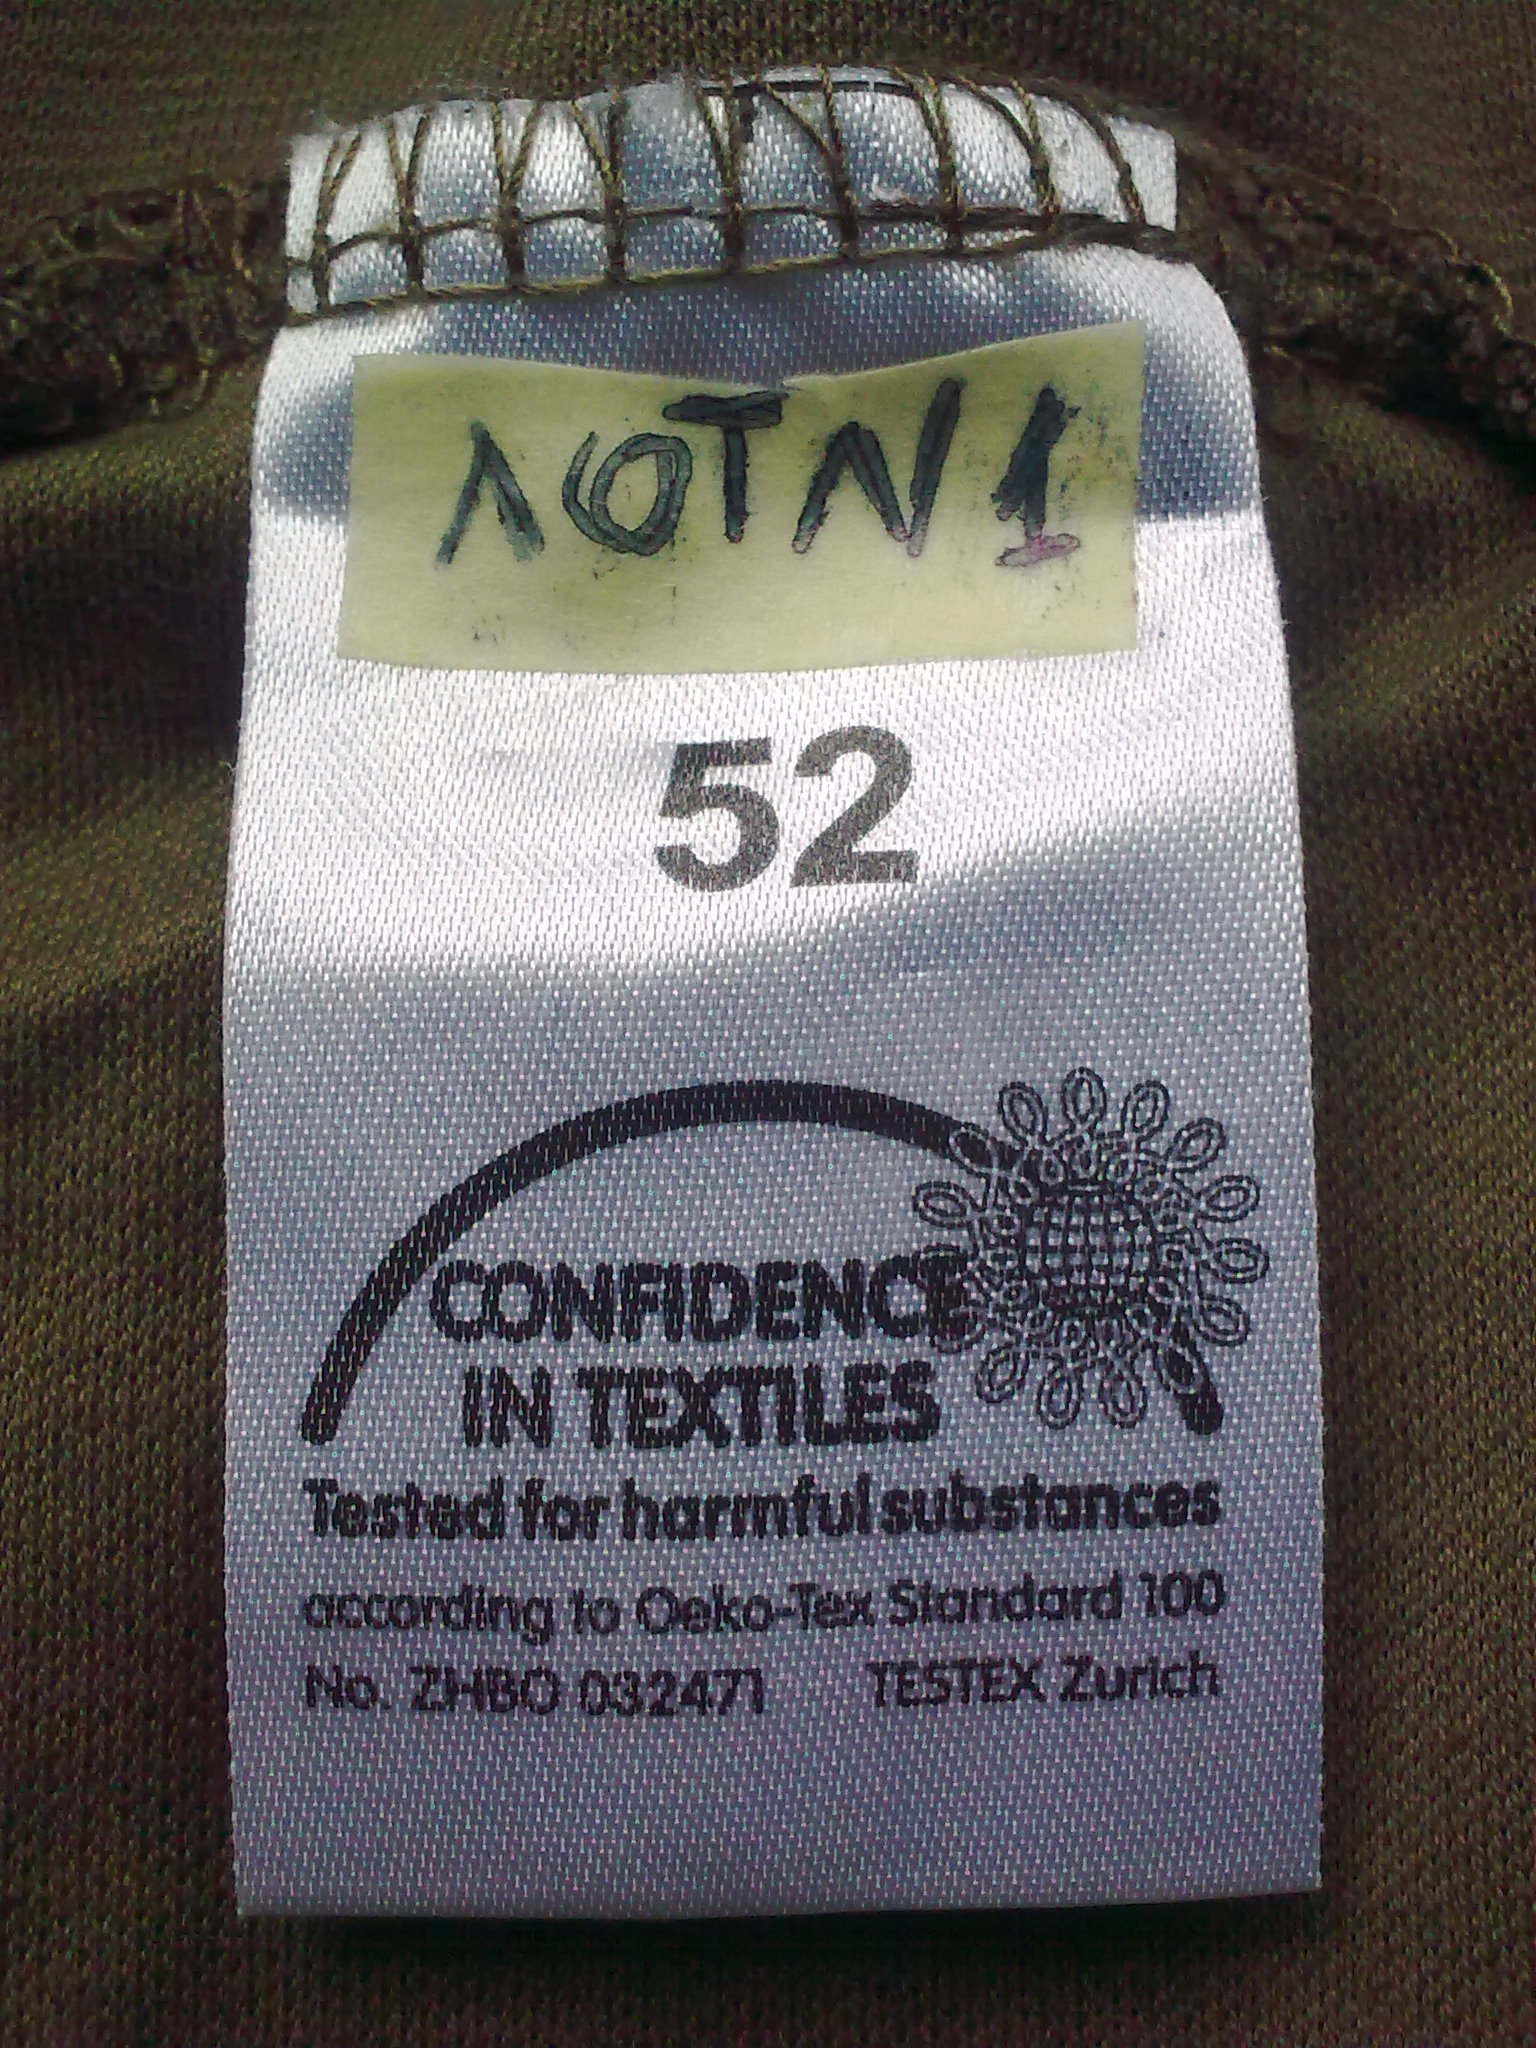 ΛOTN1
52
CONFIDENCE
IN TEXTILES
Tested for harmful substances
according to Oeko-Tex Standard 100
No. ZHBO 032471 TESTEX Zurich